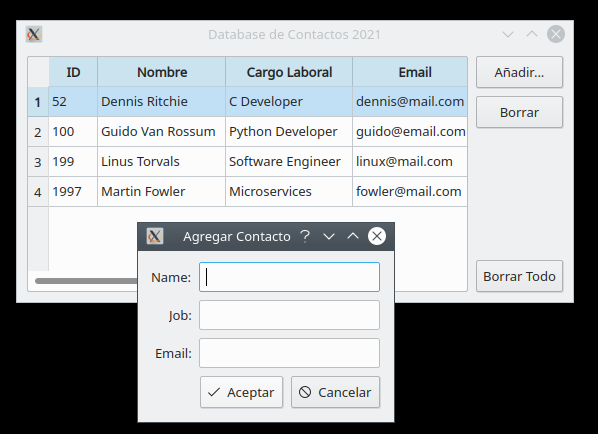 Database de Contactos 2021
ID Nombre Cargo Laboral Email
1 52 Dennis Ritchie C Developer dennis@mail.com
2 100 Guido Van Rossum Python Developer guido@email.com
3 199 Linus Torvals Software Engineer linux@mail.com
4 1997 Martin Fowler Microservices fowler@mail.com
Añadir...
Borrar
Borrar Todo
Agregar Contacto ?
Name:
Job:
Email:
Aceptar Cancelar